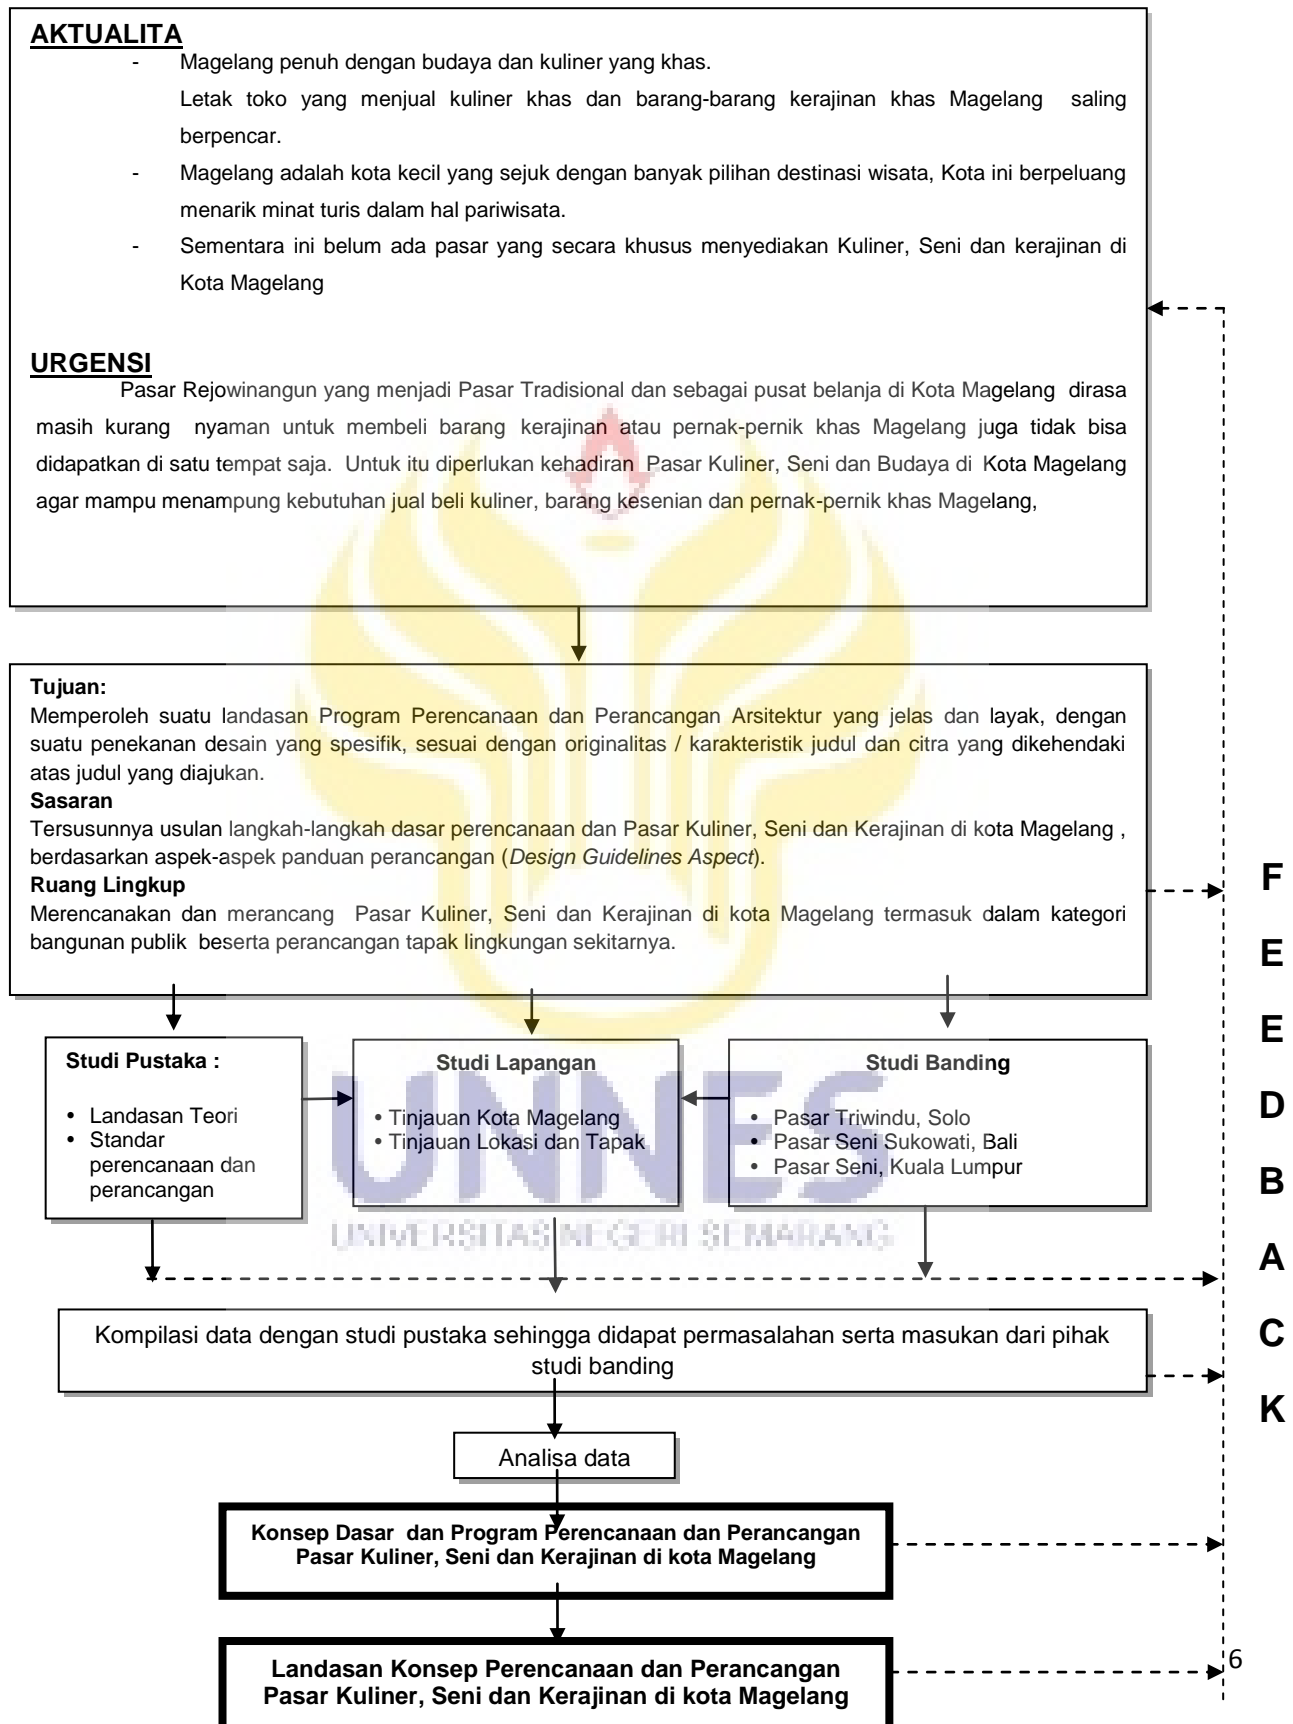 AKTUALITA
- Magelang penuh dengan budaya dan kuliner yang khas.
Letak toko yang menjual kuliner khas dan barang-barang kerajinan khas Magelang saling
berpencar.
- Magelang adalah kota kecil yang sejuk dengan banyak pilihan destinasi wisata, Kota ini berpeluang
menarik minat turis dalam hal pariwisata.
- Sementara ini belum ada pasar yang secara khusus menyediakan Kuliner, Seni dan kerajinan di
Kota Magelang
URGENSI
Pasar Rejowinangun yang menjadi Pasar Tradisional dan sebagai pusat belanja di Kota Magelang dirasa
masih kurang nyaman untuk membeli barang kerajinan atau pernak-pernik khas Magelang juga tidak bisa
didapatkan di satu tempat saja. Untuk itu diperlukan kehadiran Pasar Kuliner, Seni dan Budaya di Kota Magelang
agar mampu menampung kebutuhan jual beli kuliner, barang kesenian dan pernak-pernik khas Magelang,
Tujuan:
Memperoleh suatu landasan Program Perencanaan dan Perancangan Arsitektur yang jelas dan layak, dengan
suatu penekanan desain yang spesifik, sesuai dengan originalitas / karakteristik judul dan citra yang dikehendaki
atas judul yang diajukan.
Sasaran
Tersusunnya usulan langkah-langkah dasar perencanaan dan Pasar Kuliner, Seni dan Kerajinan di kota Magelang ,
berdasarkan aspek-aspek panduan perancangan (Design Guidelines Aspect).
Ruang Lingkup
Merencanakan dan merancang Pasar Kuliner, Seni dan Kerajinan di kota Magelang termasuk dalam kategori
bangunan publik beserta perancangan tapak lingkungan sekitarnya.
Studi Pustaka :
• Landasan Teori
• Standar
perencanaan dan
perancangan
Studi Lapangan
• Tinjauan Kota Magelang
• Tinjauan Lokasi dan Tapak
Studi Banding
• Pasar Triwindu, Solo
• Pasar Seni Sukowati, Bali
• Pasar Seni, Kuala Lumpur
UNNES
UNIVERSITAS NEGERI SEMARANG
Kompilasi data dengan studi pustaka sehingga didapat permasalahan serta masukan dari pihak
studi banding
Analisa data
Konsep Dasar dan Program Perencanaan dan Perancangan
Pasar Kuliner, Seni dan Kerajinan di kota Magelang
Landasan Konsep Perencanaan dan Perancangan
Pasar Kuliner, Seni dan Kerajinan di kota Magelang
F
E
E
D
B
A
C
K
6